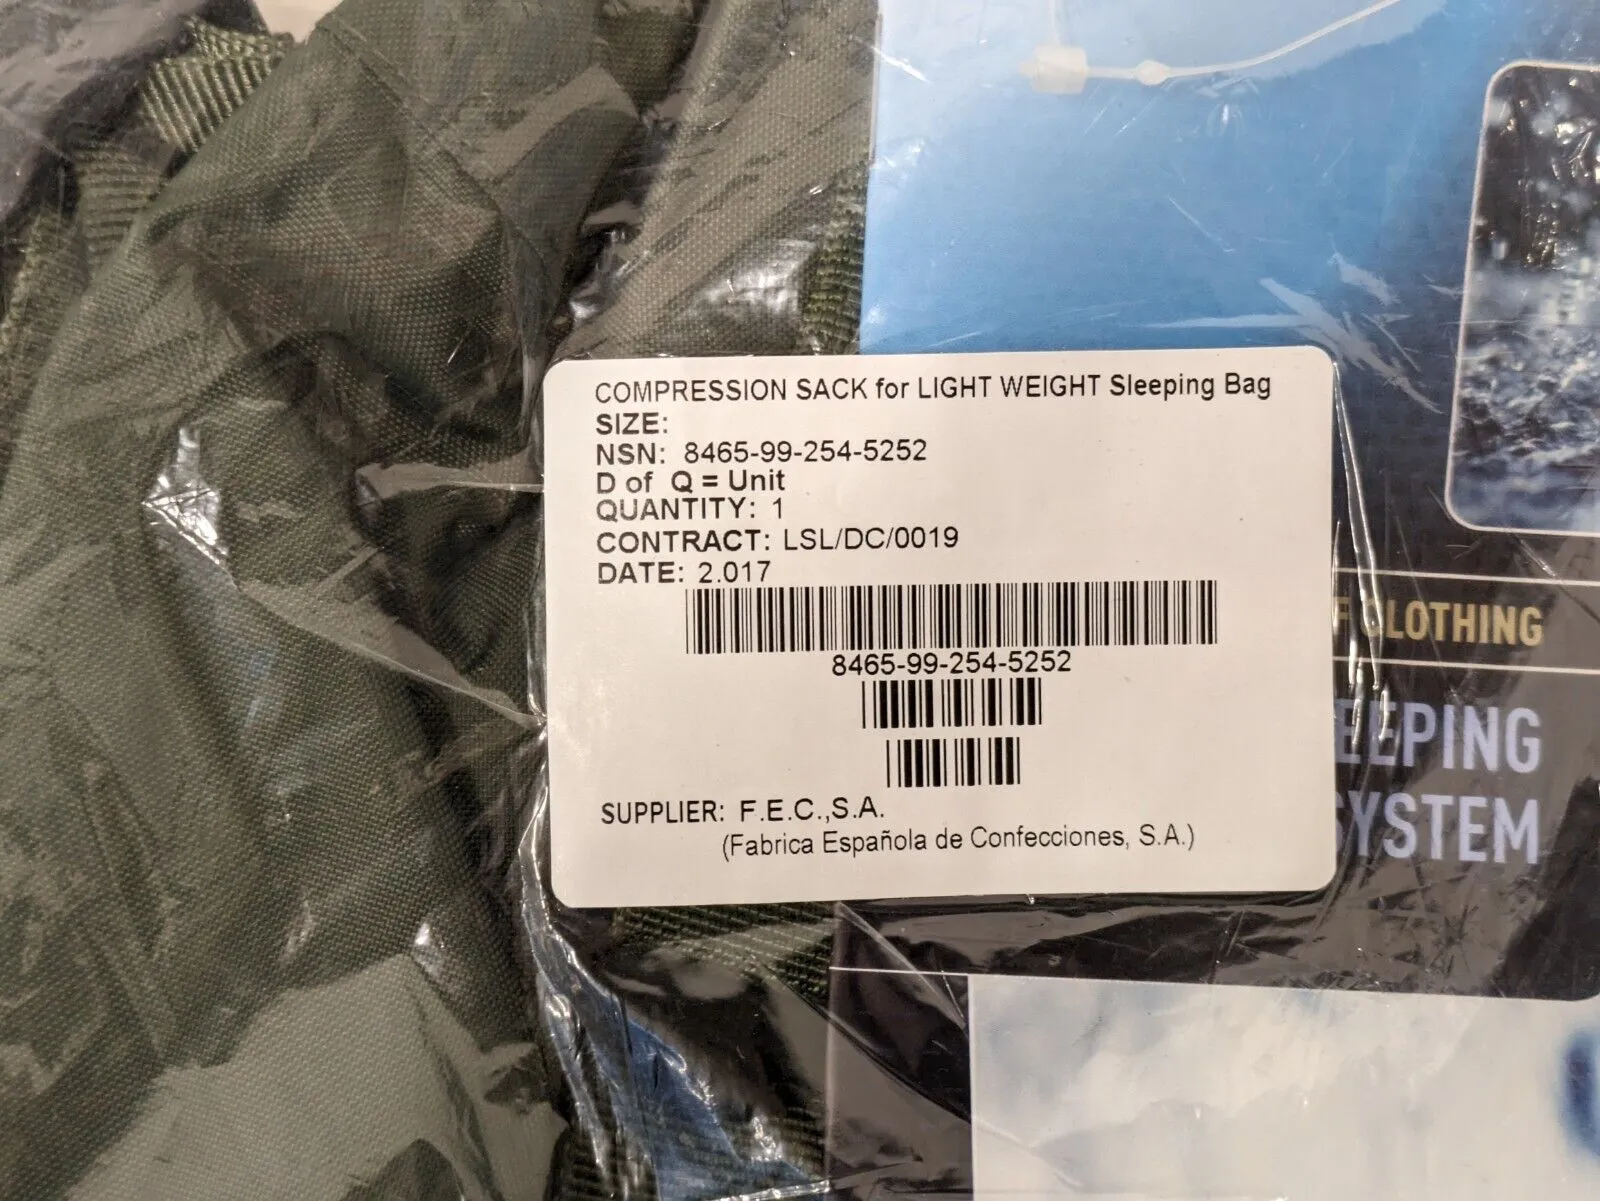 COMPRESSION SACK for LIGHT WEIGHT Sleeping Bag
SIZE:
NSN: 8465-99-254-5252
D of Q = Unit
QUANTITY: 1
CONTRACT: LSL/DC/0019
DATE: 2.017
8465-99-254-5252
SUPPLIER: F.E.C.,S.A.
(Fabrica Española de Confecciones, S.A.)
F CLOTHING
EEPING
SYSTEM